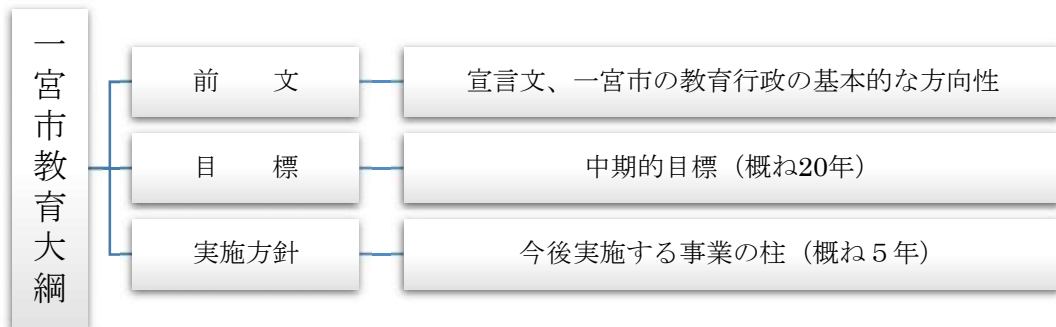 一宮市教育大綱
前　　文
宣言文、一宮市の教育行政の基本的な方向性
目　　標
中期的目標（概ね20年）
実施方針
今後実施する事業の柱（概ね５年）